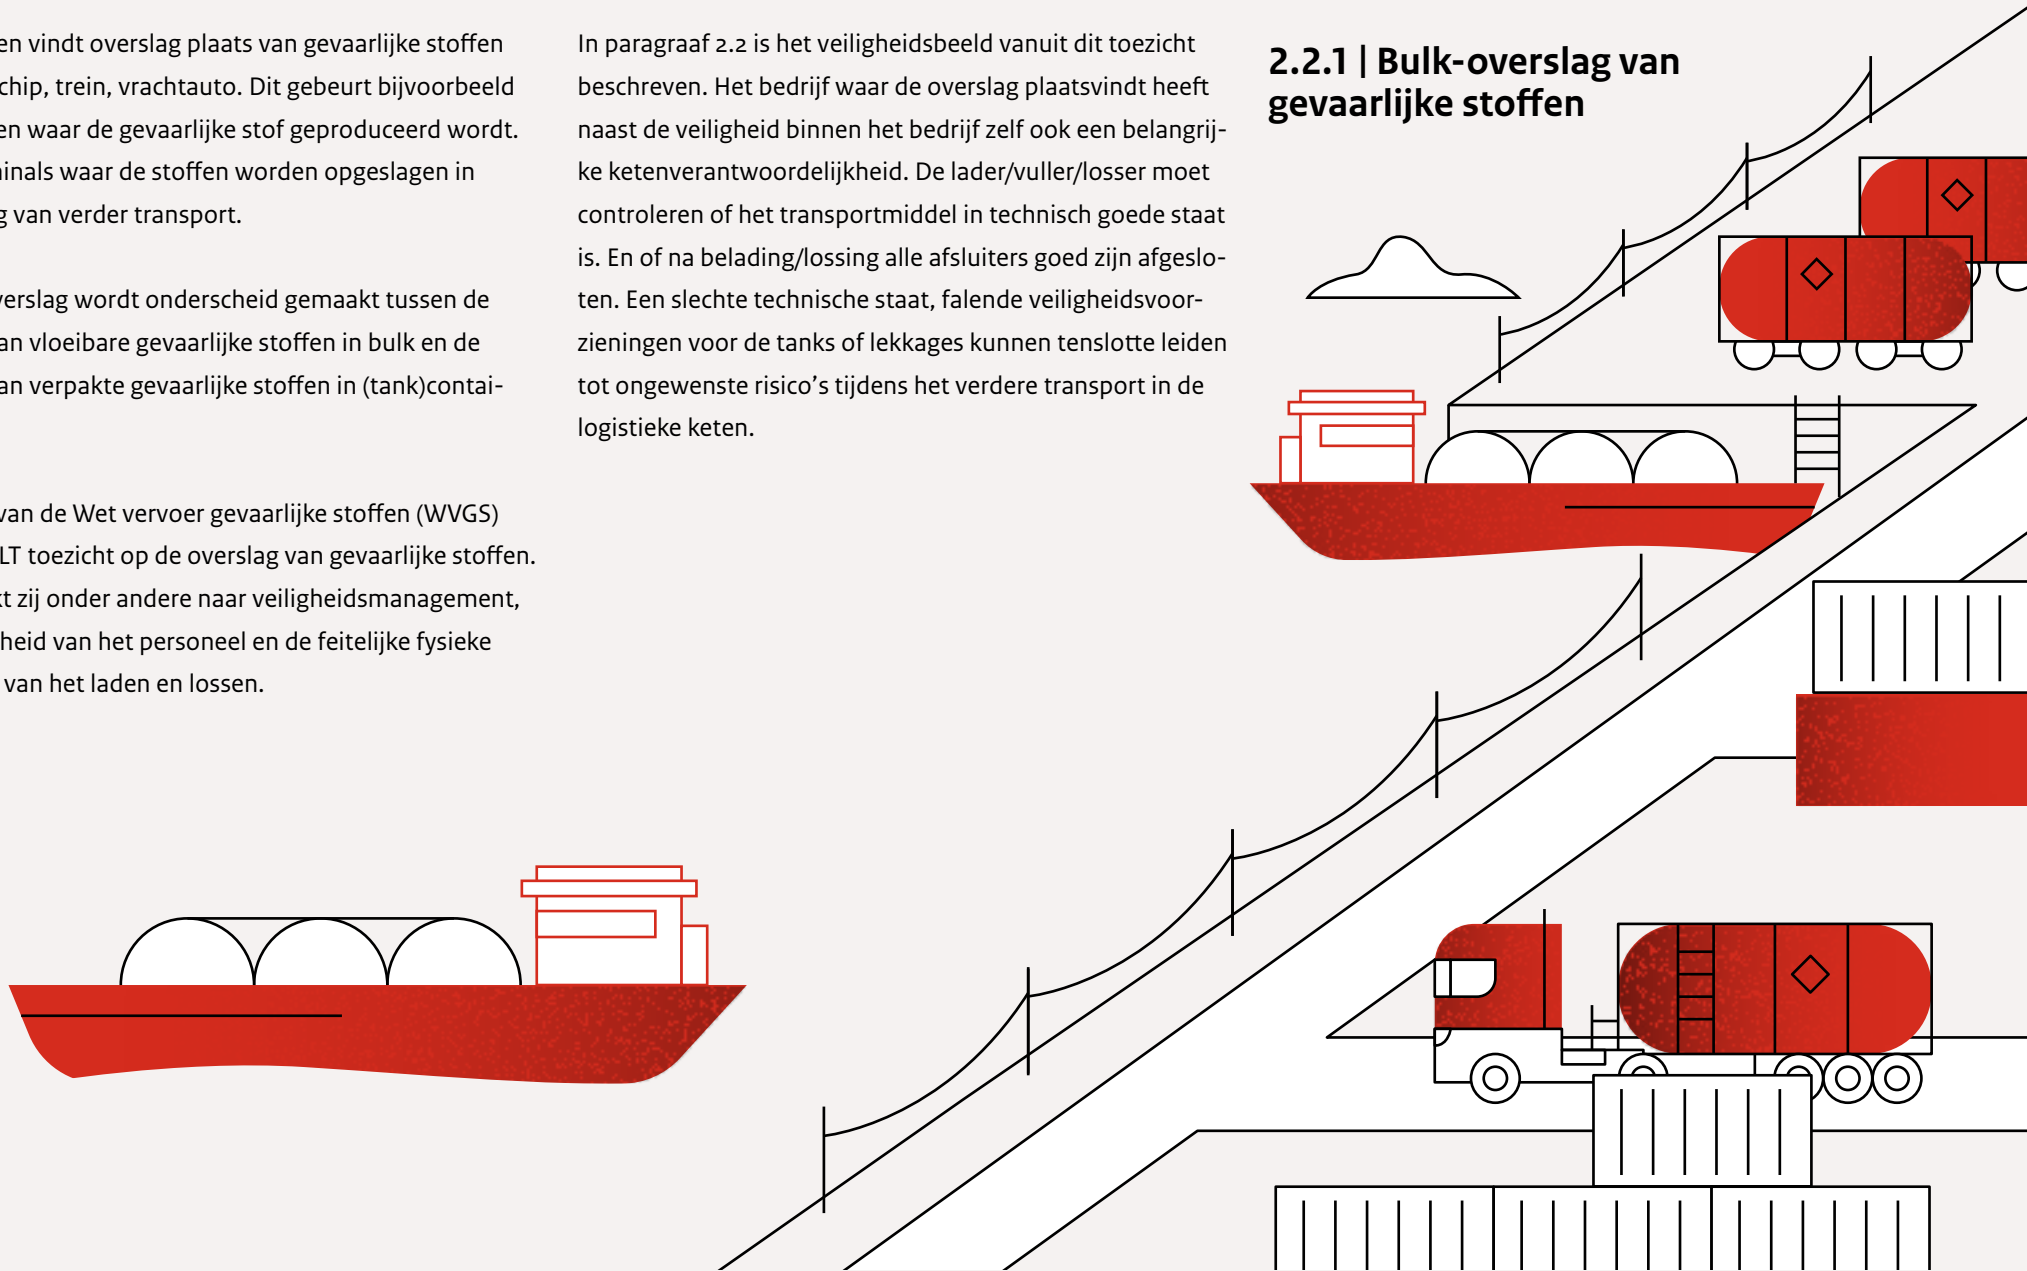 en vindt overslag plaats van gevaarlijke stoffen
chip, trein, vrachtauto. Dit gebeurt bijvoorbeeld
en waar de gevaarlijke stof geproduceerd wordt.
inals waar de stoffen worden opgeslagen in
g van verder transport.
verslag wordt onderscheid gemaakt tussen de
an vloeibare gevaarlijke stoffen in bulk en de
an verpakte gevaarlijke stoffen in (tank)contai-
van de Wet vervoer gevaarlijke stoffen (WVGS)
LT toezicht op de overslag van gevaarlijke stoffen.
kt zij onder andere naar veiligheidsmanagement,
heid van het personeel en de feitelijke fysieke
van het laden en lossen.
In paragraaf 2.2 is het veiligheidsbeeld vanuit dit toezicht
beschreven. Het bedrijf waar de overslag plaatsvindt heeft
naast de veiligheid binnen het bedrijf zelf ook een belangrij-
ke ketenverantwoordelijkheid. De lader/vuller/losser moet
controleren of het transportmiddel in technisch goede staat
is. En of na belading/lossing alle afsluiters goed zijn afgeslo-
ten. Een slechte technische staat, falende veiligheidsvoor-
zieningen voor de tanks of lekkages kunnen tenslotte leiden
tot ongewenste risico's tijdens het verdere transport in de
logistieke keten.
2.2.1 | Bulk-overslag van
gevaarlijke stoffen